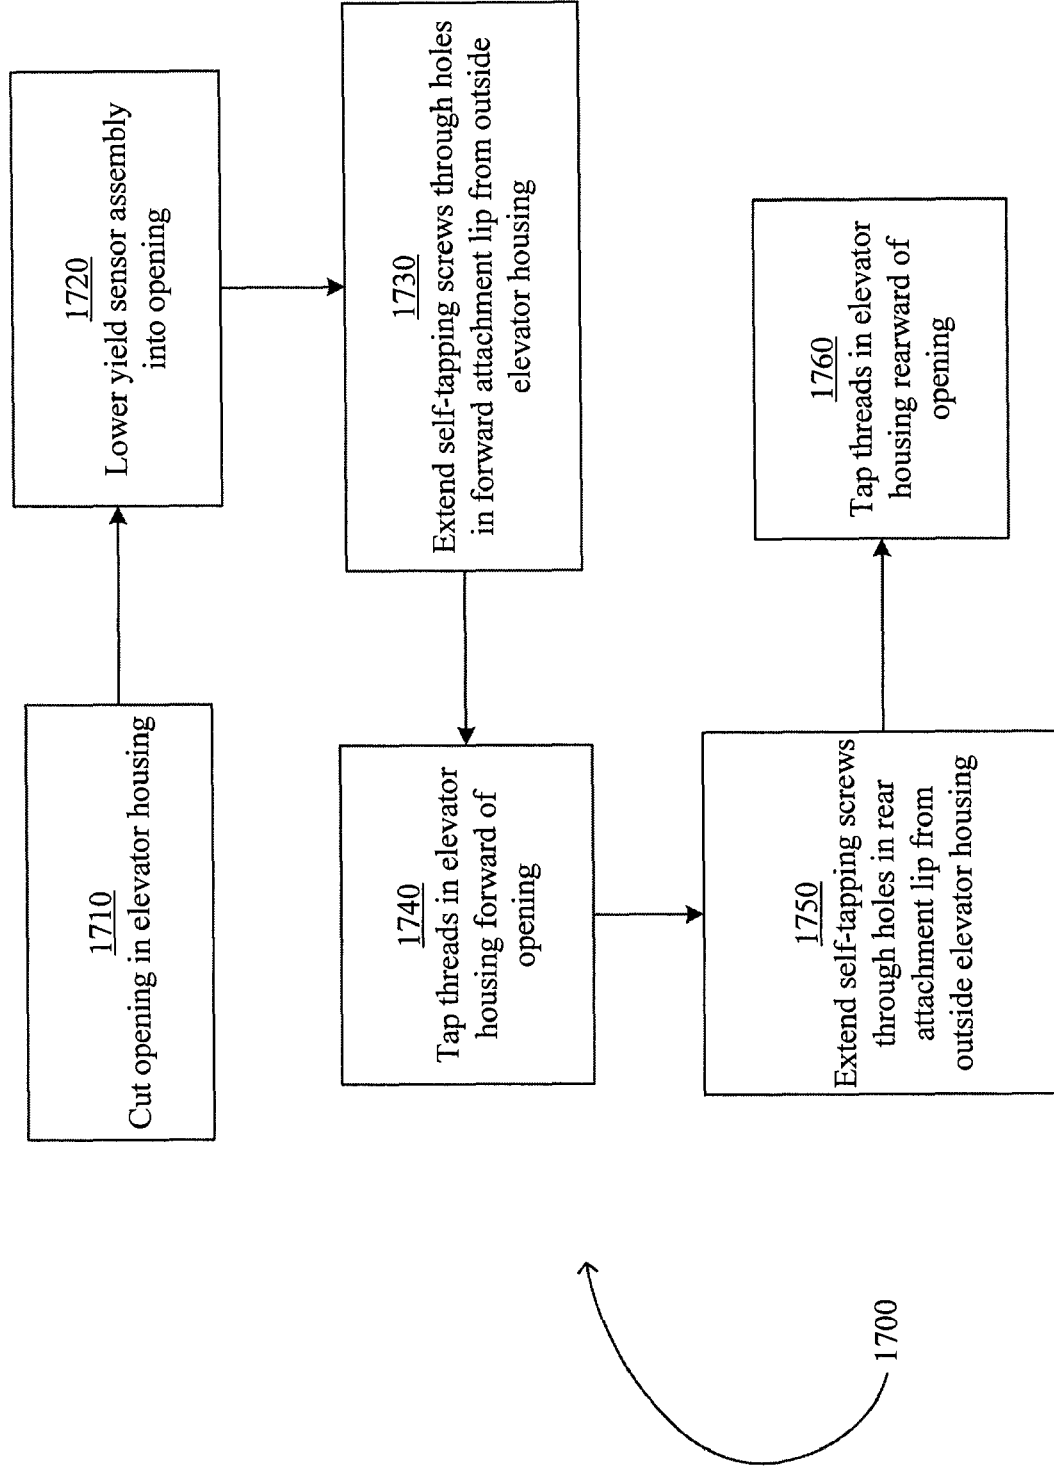 1710
Cut opening in elevator housing
1720
Lower yield sensor assembly
into opening
1730
Extend self-tapping screws through holes
in forward attachment lip from outside
elevator housing
1740
Tap threads in elevator
housing forward of
opening
1750
Extend self-tapping screws
through holes in rear
attachment lip from
outside elevator housing
1760
Tap threads in elevator
housing rearward of
opening
1700